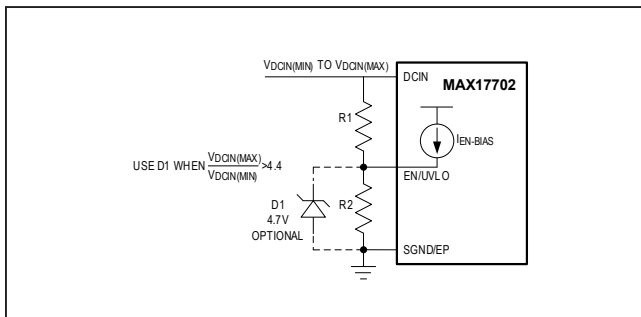 VDCIN(MIN) TO VDCIN(MAX)
DCIN
MAX17702
R1
IEN-BIAS
USE D1 WHEN VDCIN(MAX)/VDCIN(MIN) >4.4
EN/UVLO
D1
4.7V
OPTIONAL
R2
SGND/EP